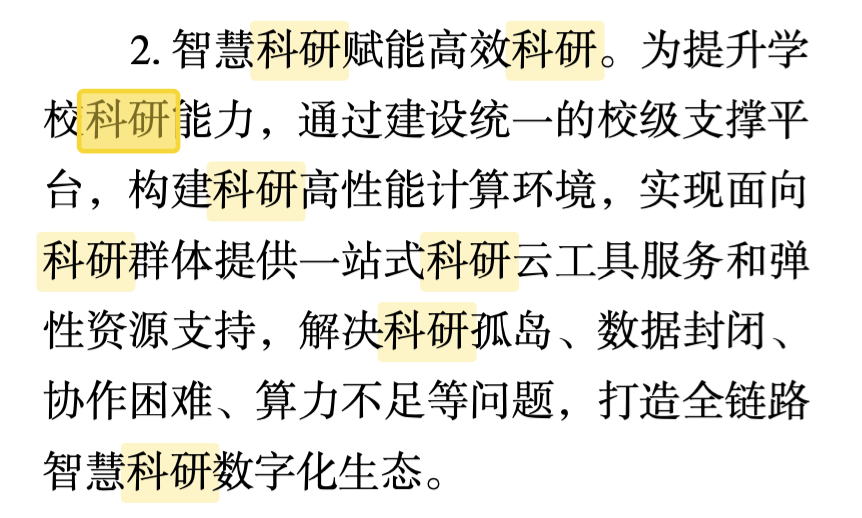 2. 智慧科研赋能高效科研。为提升学
校科研能力，通过建设统一的校级支撑平
台，构建科研高性能计算环境，实现面向
科研群体提供一站式科研云工具服务和弹
性资源支持，解决科研孤岛、数据封闭、
协作困难、算力不足等问题，打造全链路
智慧科研数字化生态。